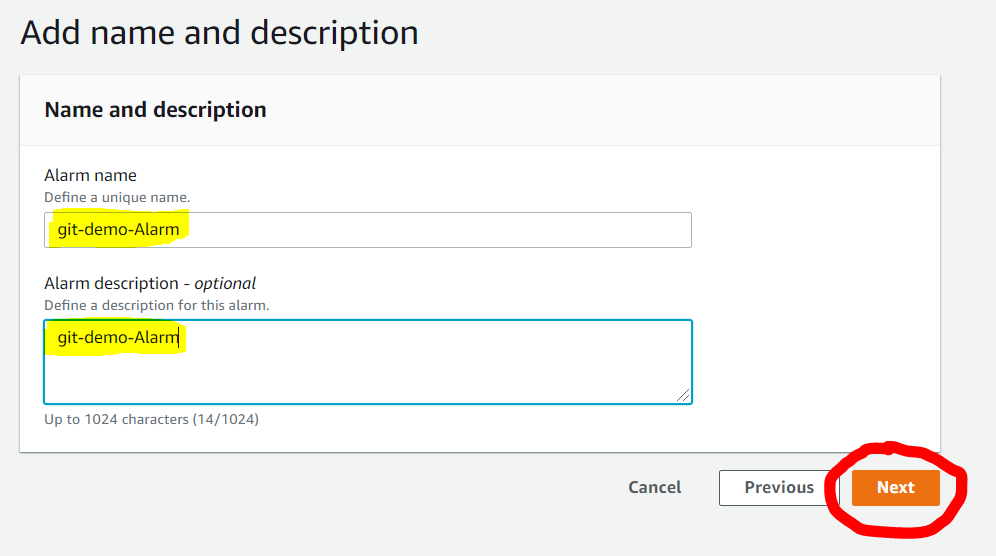 Add name and description
Name and description
Alarm name
Define a unique name.
git-demo-Alarm
Alarm description - optional
Define a description for this alarm.
git-demo-Alarm
Up to 1024 characters (14/1024)
Cancel Previous Next